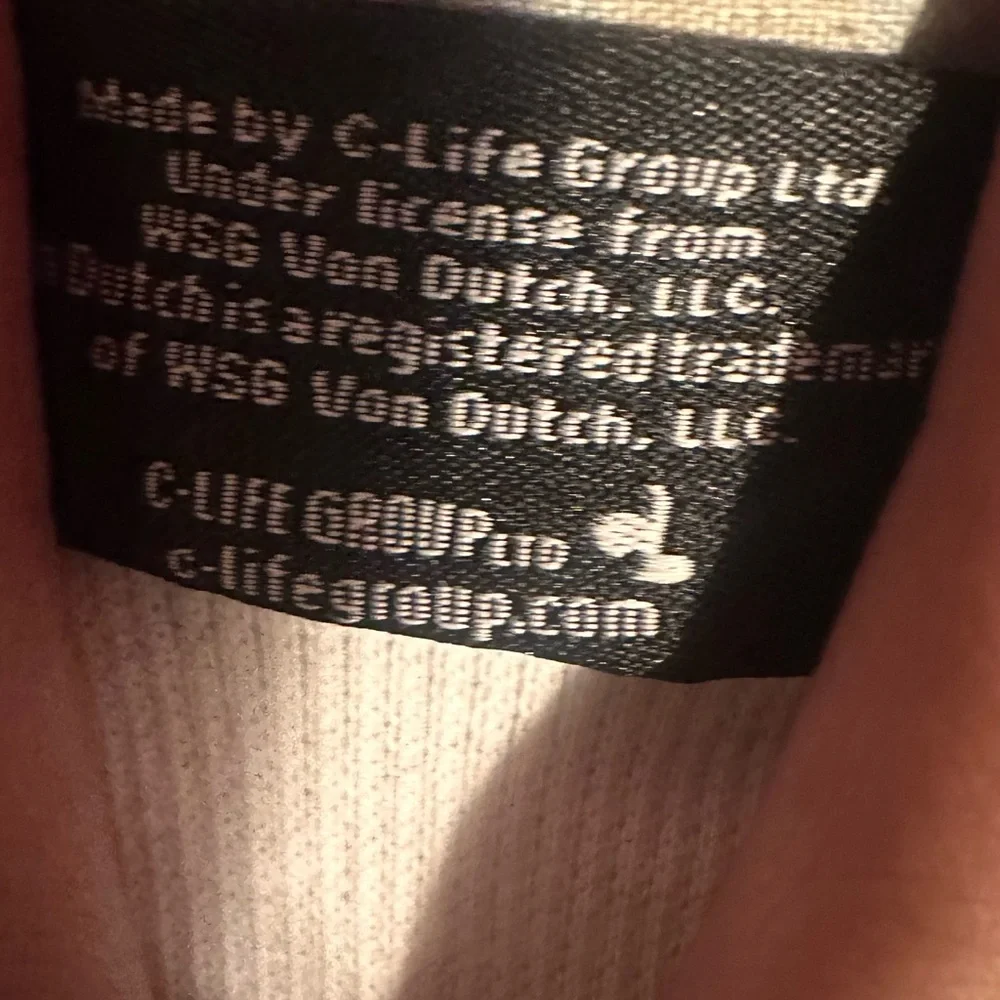 Made by C-Life Group Ltd.
Under license from
WSG Von Dutch, LLC.
Dutch is a registered trademar
of WSG Von Dutch, LLC.
C-LIFE GROUP LTD
c-lifegroup.com